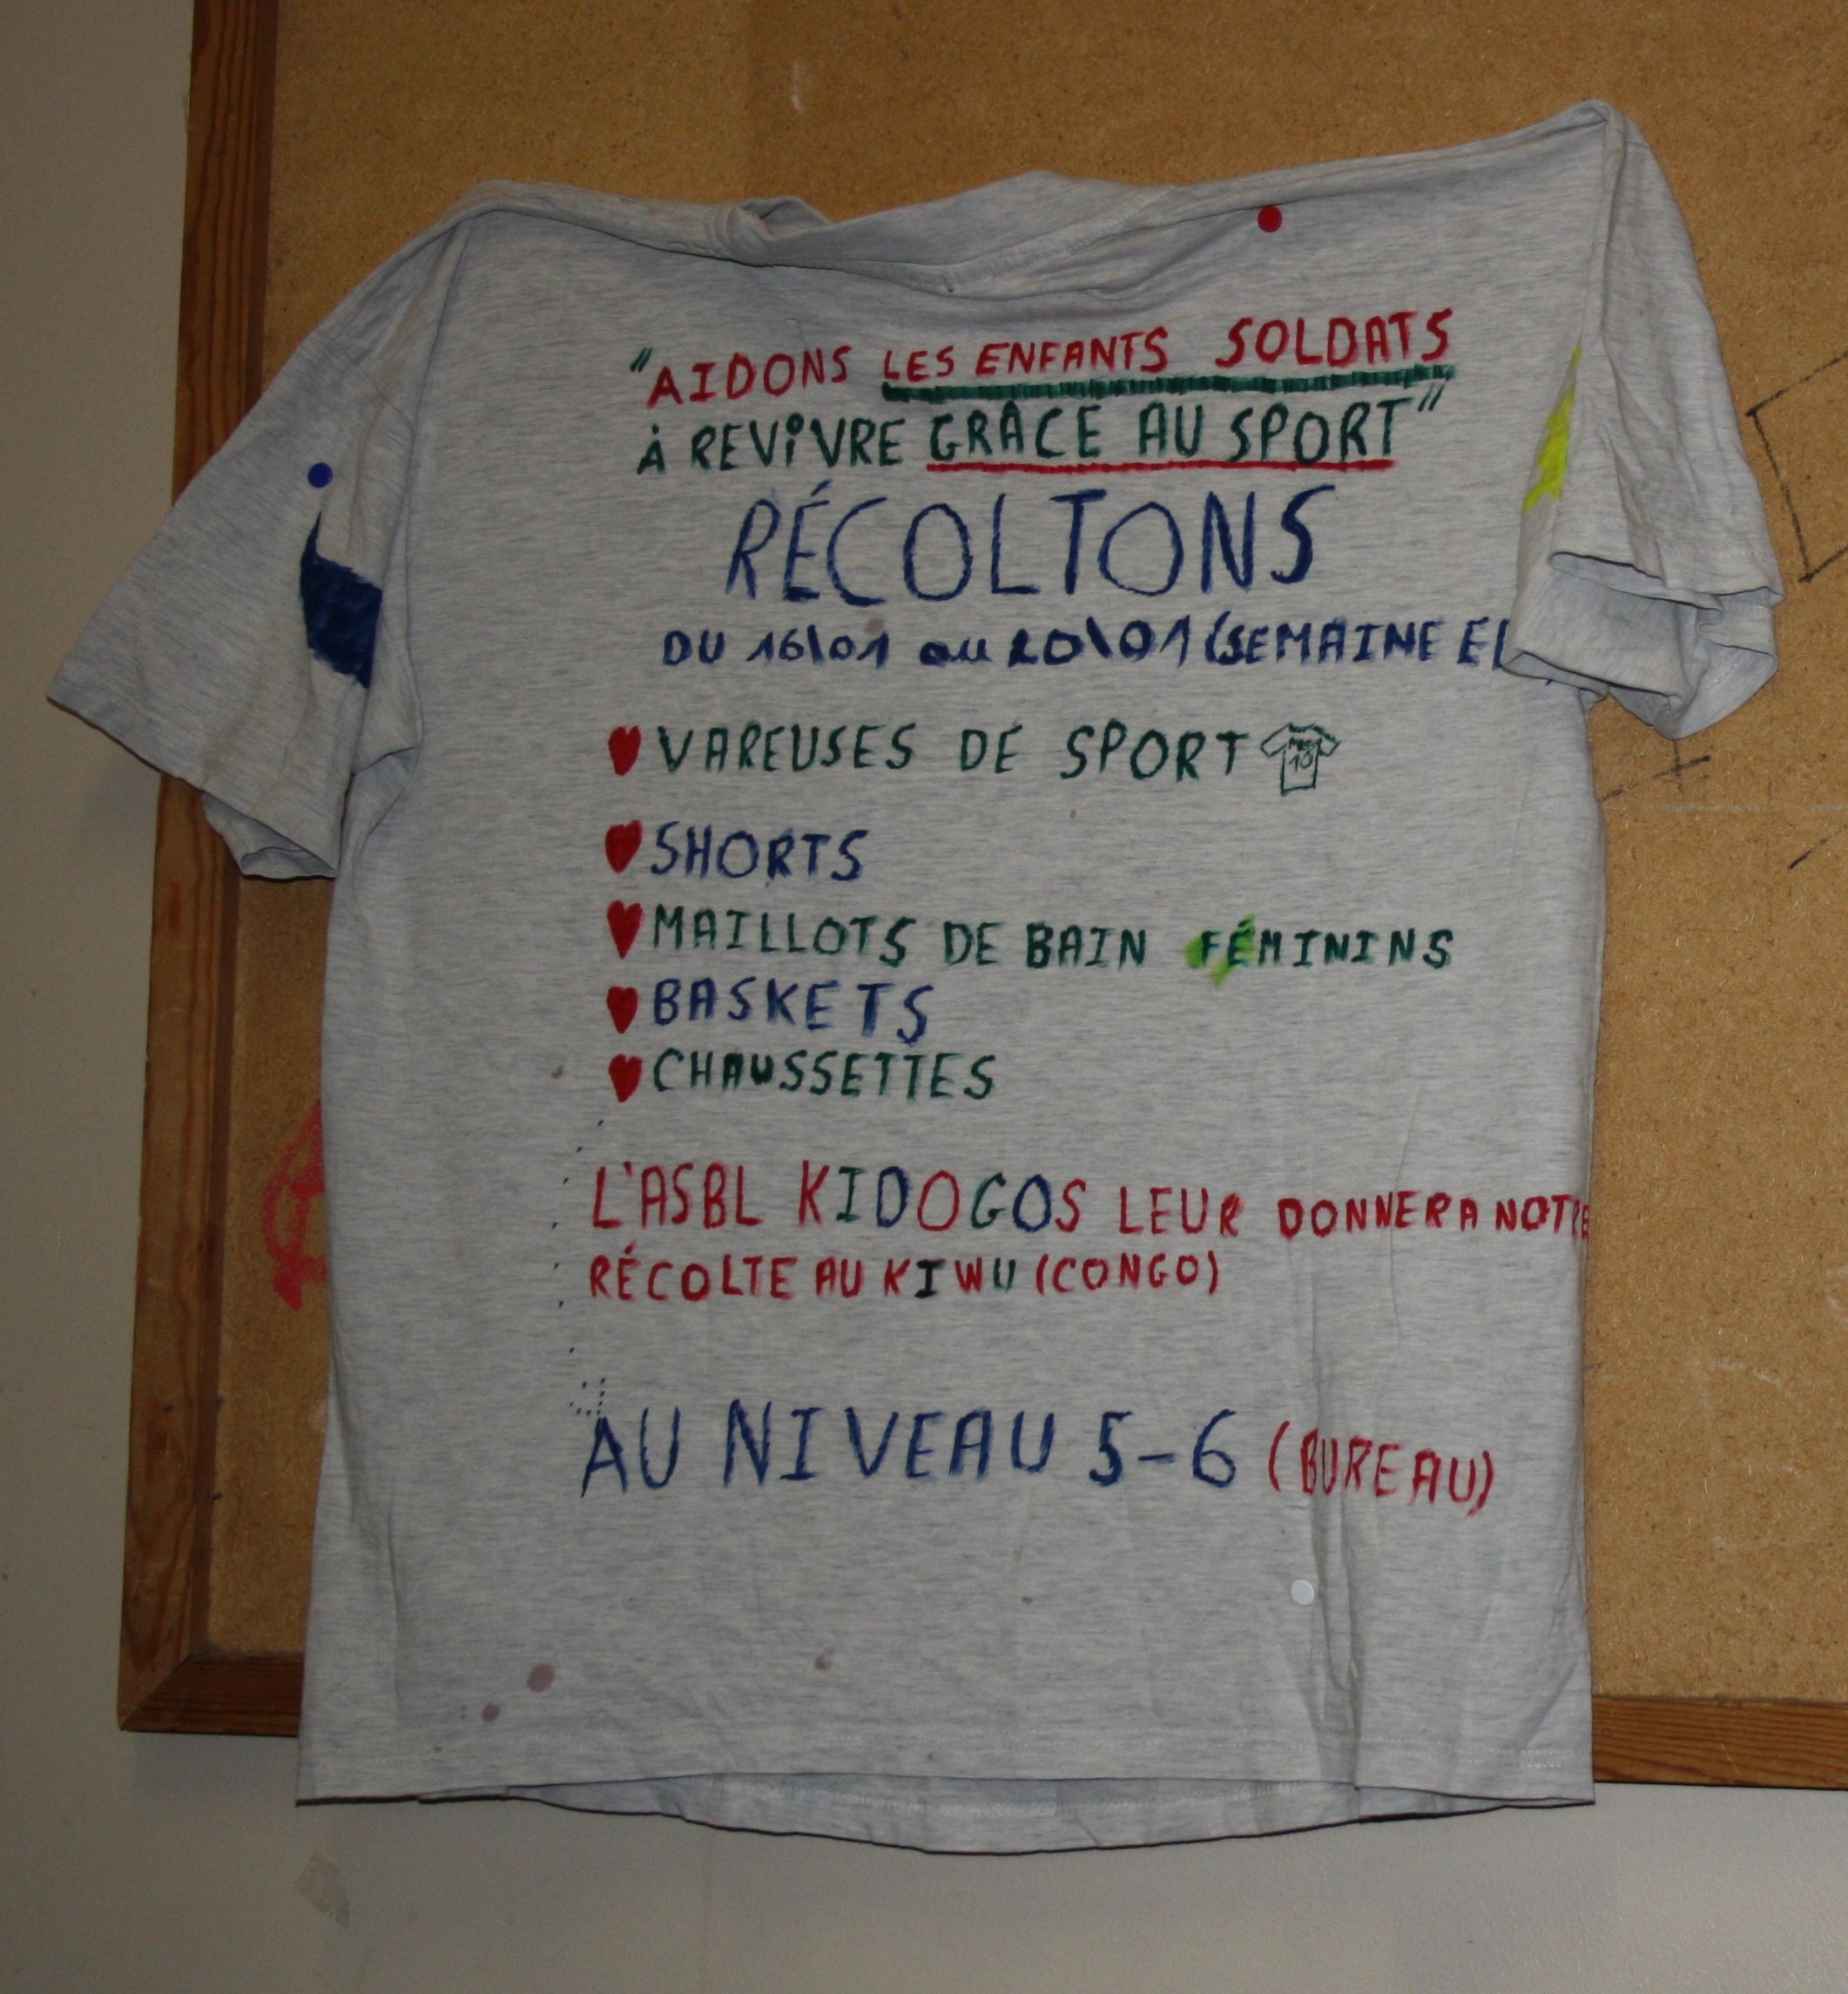 "AIDONS LES ENFANTS SOLDATS
À REVIVRE GRÂCE AU SPORT"
RÉCOLTONS
DU 16\01 au 20\01 (SEMAINE
VAREUSES DE SPORT
SHORTS
MAILLOTS DE BAIN FÉMININS
BASKETS
CHAUSSETTES
L'ASBL KIDOGOS LEUR DONNERA NOTRE
RÉCOLTE AU KIWU (CONGO)
AU NIVEAU 5-6 (BUREAU)